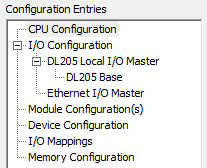 Configuration Entries
CPU Configuration
I/O Configuration
DL205 Local I/O Master
DL205 Base
Ethernet I/O Master
Module Configuration(s)
Device Configuration
I/O Mappings
Memory Configuration